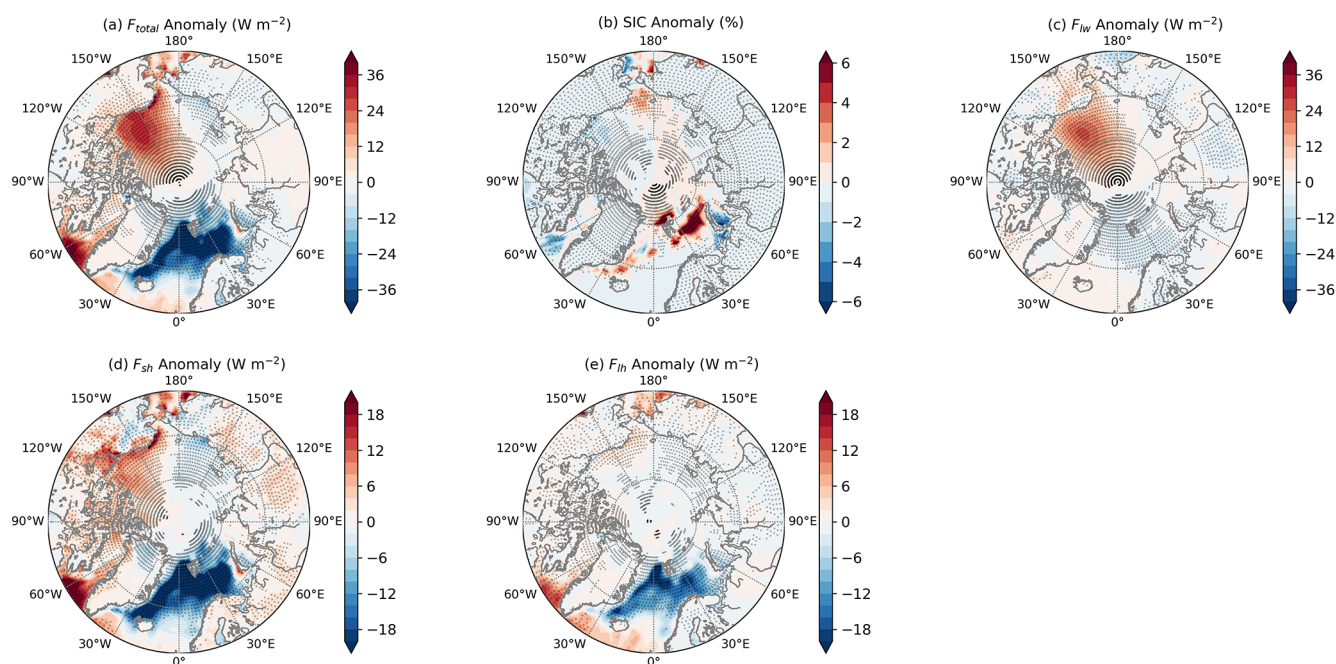 (a) F_total Anomaly (W m⁻²)
180°
150°W
150°E
120°W
120°E
90°W
90°E
60°W
60°E
30°W
30°E
0°
36
24
12
0
−12
−24
−36
(b) SIC Anomaly (%)
180°
150°W
150°E
120°W
120°E
90°W
90°E
60°W
60°E
30°W
30°E
0°
6
4
2
0
−2
−4
−6
(c) F_lw Anomaly (W m⁻²)
180°
150°W
150°E
120°W
120°E
90°W
90°E
60°W
60°E
30°W
30°E
0°
36
24
12
0
−12
−24
−36
(d) F_sh Anomaly (W m⁻²)
180°
150°W
150°E
120°W
120°E
90°W
90°E
60°W
60°E
30°W
30°E
0°
18
12
6
0
−6
−12
−18
(e) F_lh Anomaly (W m⁻²)
180°
150°W
150°E
120°W
120°E
90°W
90°E
60°W
60°E
30°W
30°E
0°
18
12
6
0
−6
−12
−18